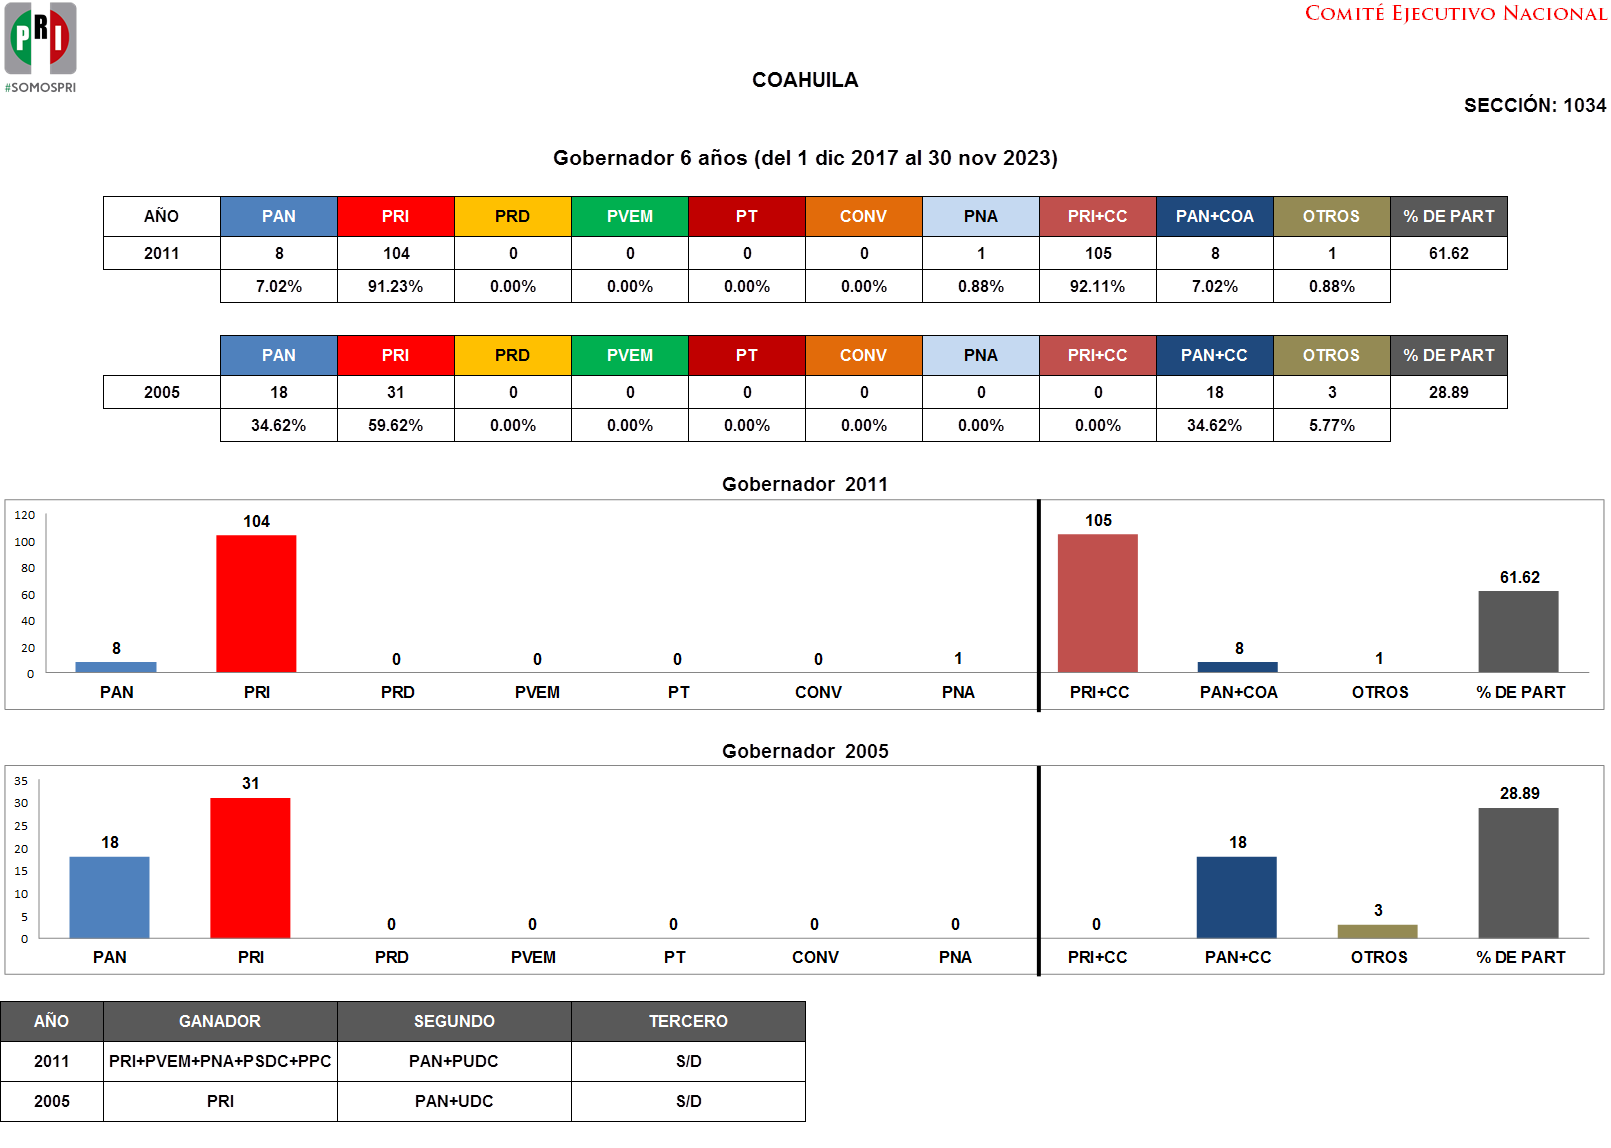 PRI
#SOMOSPRI
COMITÉ EJECUTIVO NACIONAL
COAHUILA
SECCIÓN: 1034
Gobernador 6 años (del 1 dic 2017 al 30 nov 2023)
AÑO PAN PRI PRD PVEM PT CONV PNA PRI+CC PAN+COA OTROS % DE PART
2011 8 104 0 0 0 0 1 105 8 1 61.62
7.02% 91.23% 0.00% 0.00% 0.00% 0.00% 0.88% 92.11% 7.02% 0.88%
PAN PRI PRD PVEM PT CONV PNA PRI+CC PAN+CC OTROS % DE PART
2005 18 31 0 0 0 0 0 0 18 3 28.89
34.62% 59.62% 0.00% 0.00% 0.00% 0.00% 0.00% 0.00% 34.62% 5.77%
Gobernador 2011
120
100
80
60
40
20
0
8 104 0 0 0 0 1 105 8 1 61.62
PAN PRI PRD PVEM PT CONV PNA PRI+CC PAN+COA OTROS % DE PART
Gobernador 2005
35
30
25
20
15
10
5
0
18 31 0 0 0 0 0 0 18 3 28.89
PAN PRI PRD PVEM PT CONV PNA PRI+CC PAN+CC OTROS % DE PART
AÑO GANADOR SEGUNDO TERCERO
2011 PRI+PVEM+PNA+PSDC+PPC PAN+PUDC S/D
2005 PRI PAN+UDC S/D